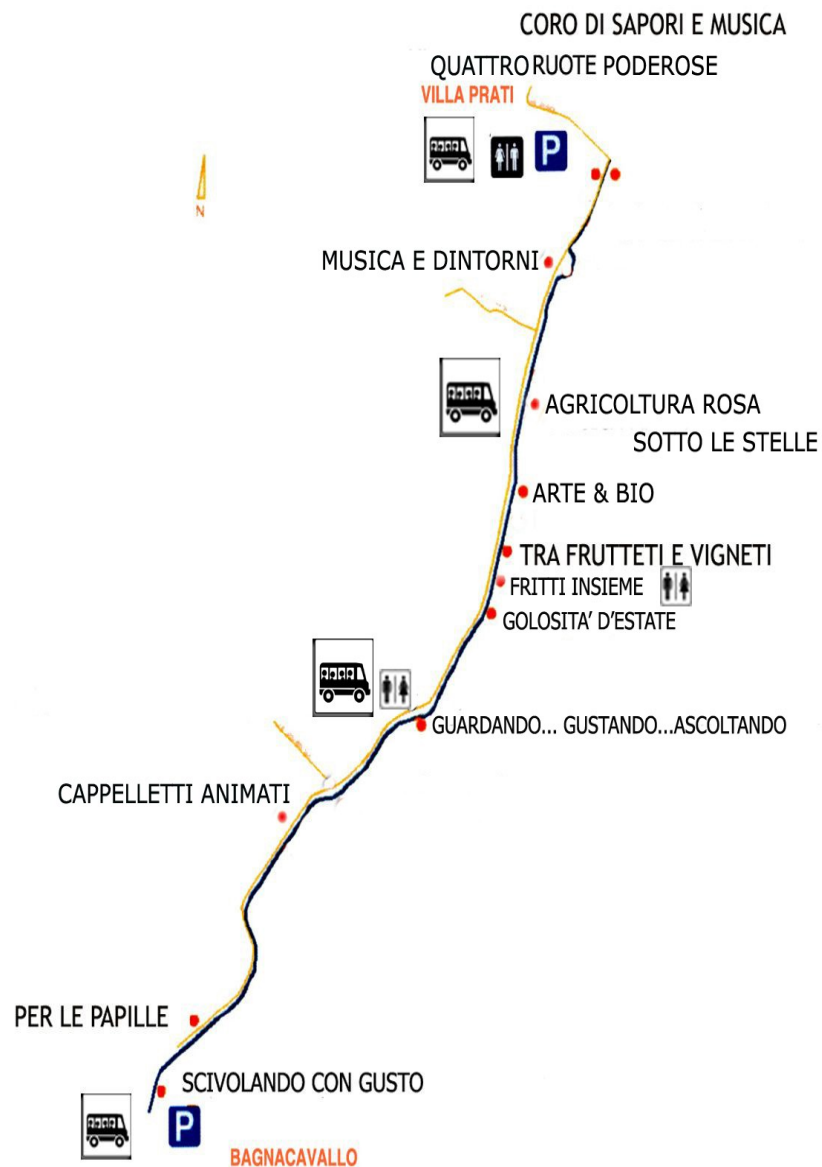 CORO DI SAPORI E MUSICA
QUATTRO RUOTE PODEROSE
VILLA PRATI
P
N
MUSICA E DINTORNI
AGRICOLTURA ROSA
SOTTO LE STELLE
ARTE & BIO
TRA FRUTTETI E VIGNETI
FRITTI INSIEME
GOLOSITA' D'ESTATE
GUARDANDO... GUSTANDO...ASCOLTANDO
CAPPELLETTI ANIMATI
PER LE PAPILLE
SCIVOLANDO CON GUSTO
P
BAGNACAVALLO